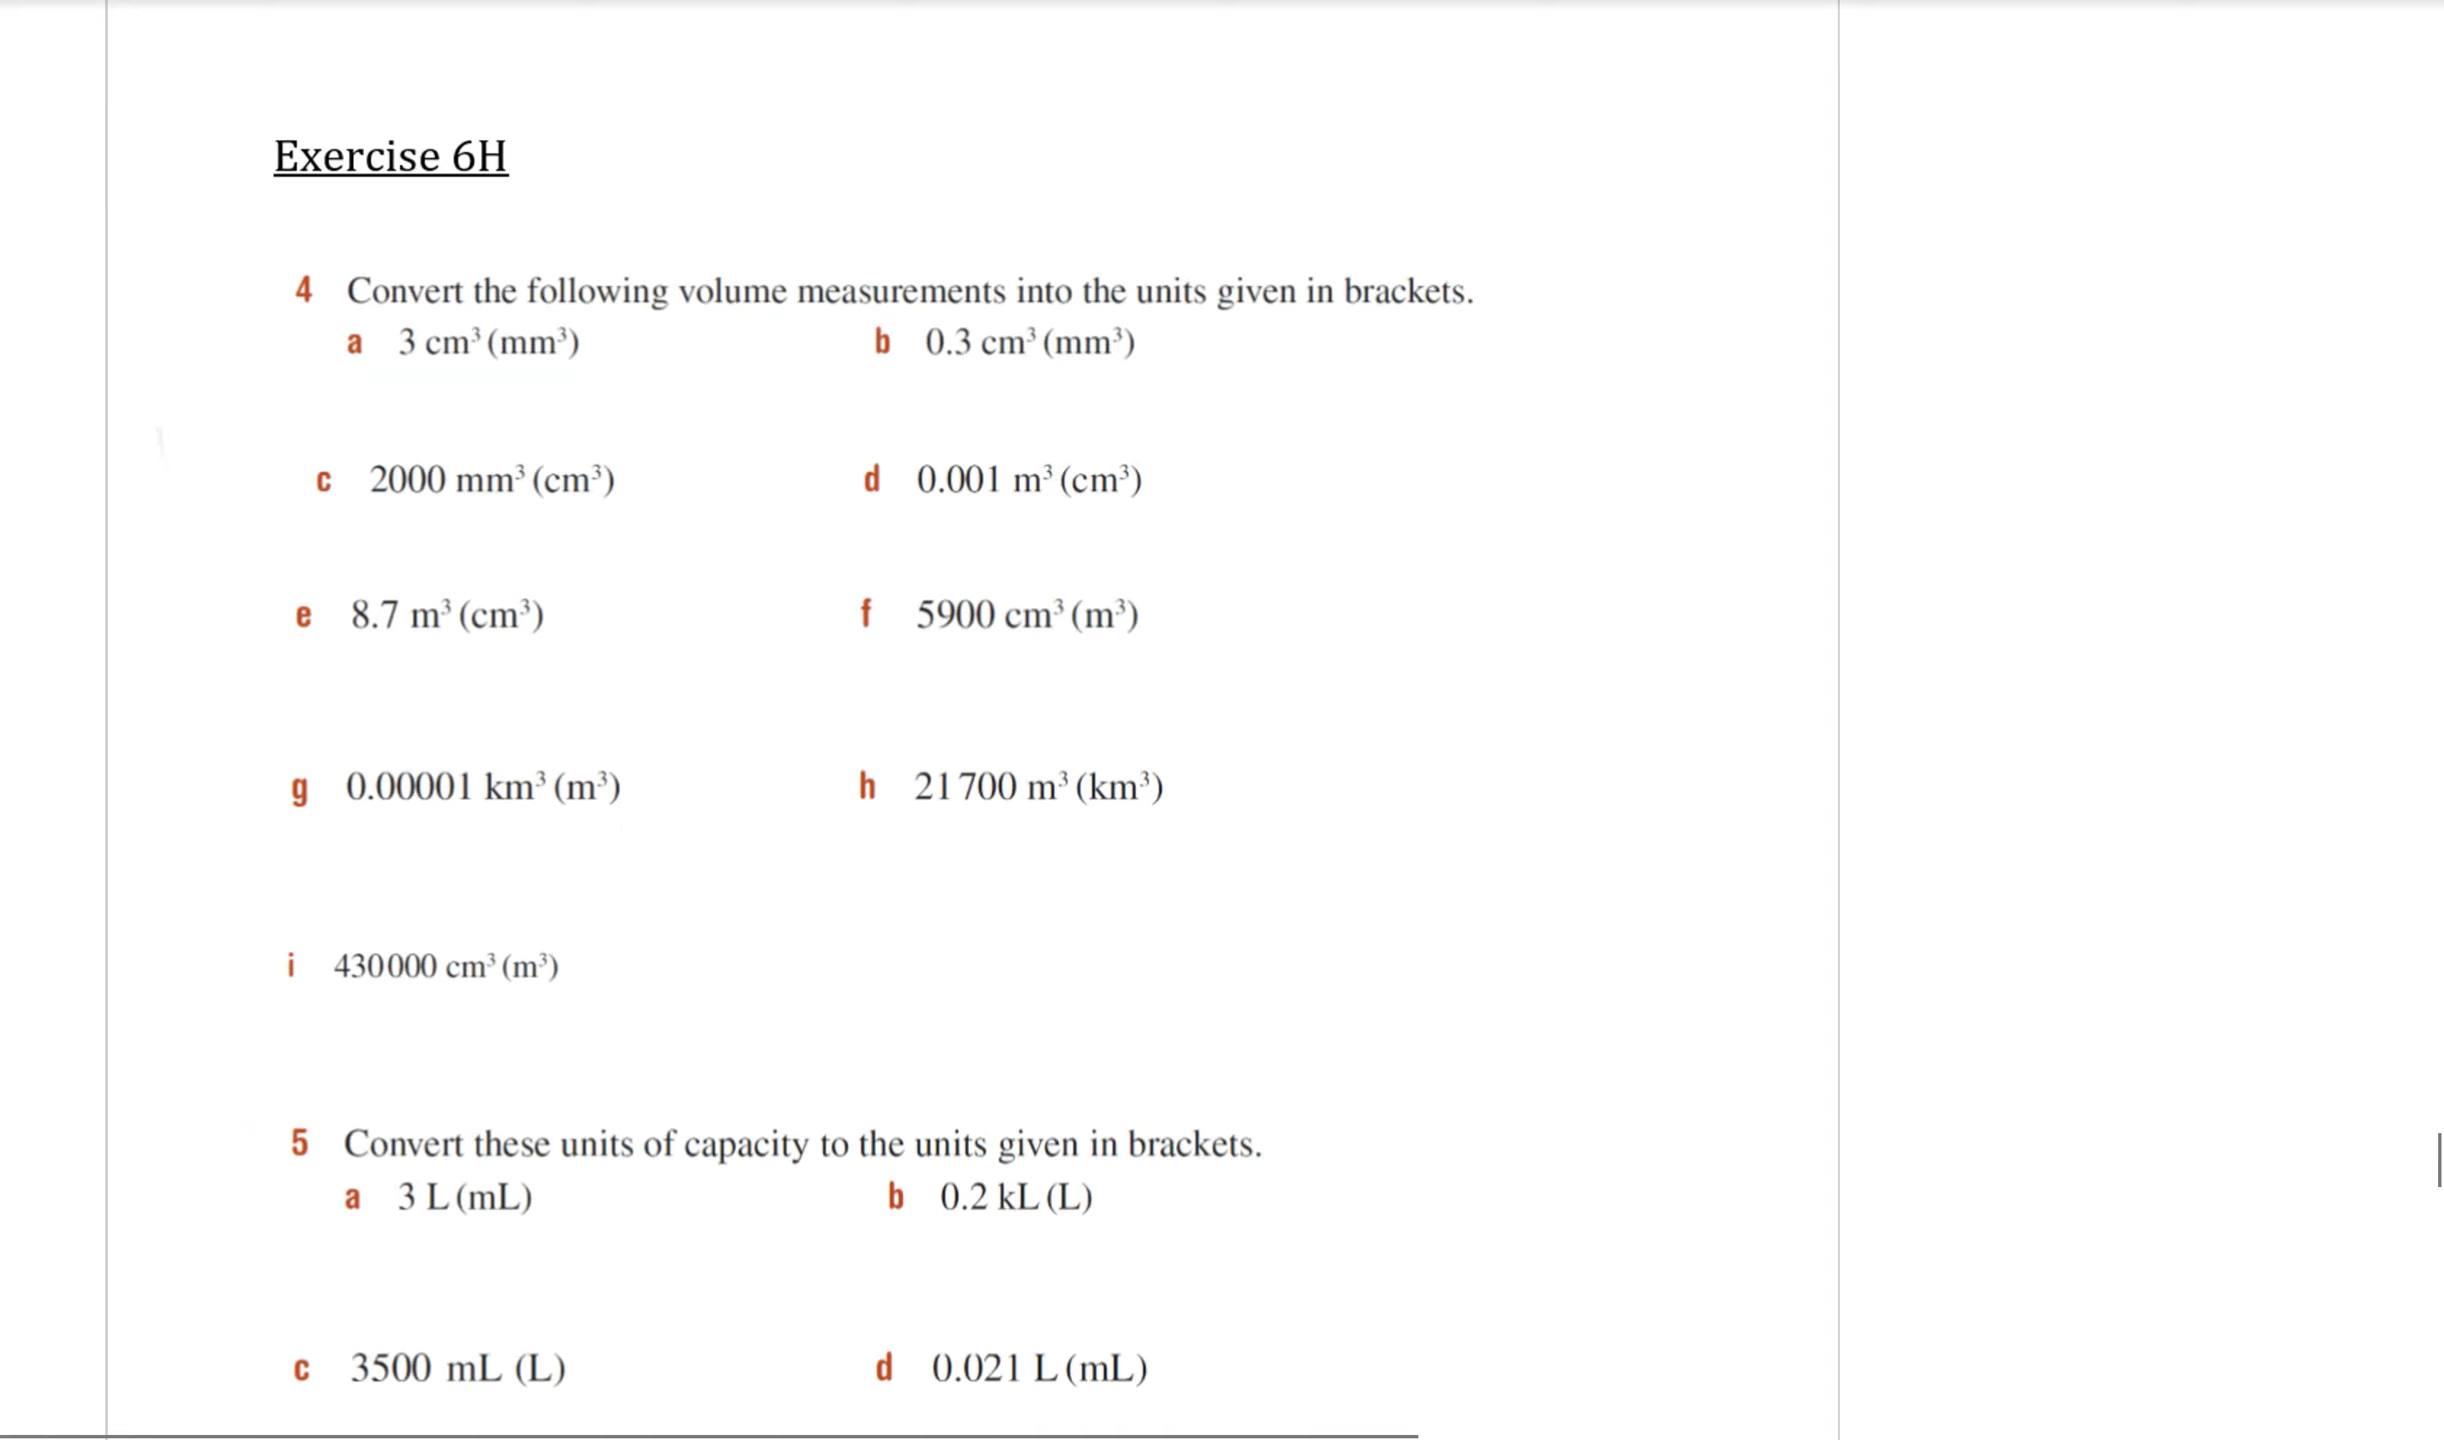 Exercise 6H
4 Convert the following volume measurements into the units given in brackets.
a 3 cm³ (mm³) b 0.3 cm³ (mm³)
c 2000 mm³ (cm³) d 0.001 m³ (cm³)
e 8.7 m³ (cm³) f 5900 cm³ (m³)
g 0.00001 km³ (m³) h 21 700 m³ (km³)
i 430 000 cm³ (m³)
5 Convert these units of capacity to the units given in brackets.
a 3 L (mL) b 0.2 kL (L)
c 3500 mL (L) d 0.021 L (mL)